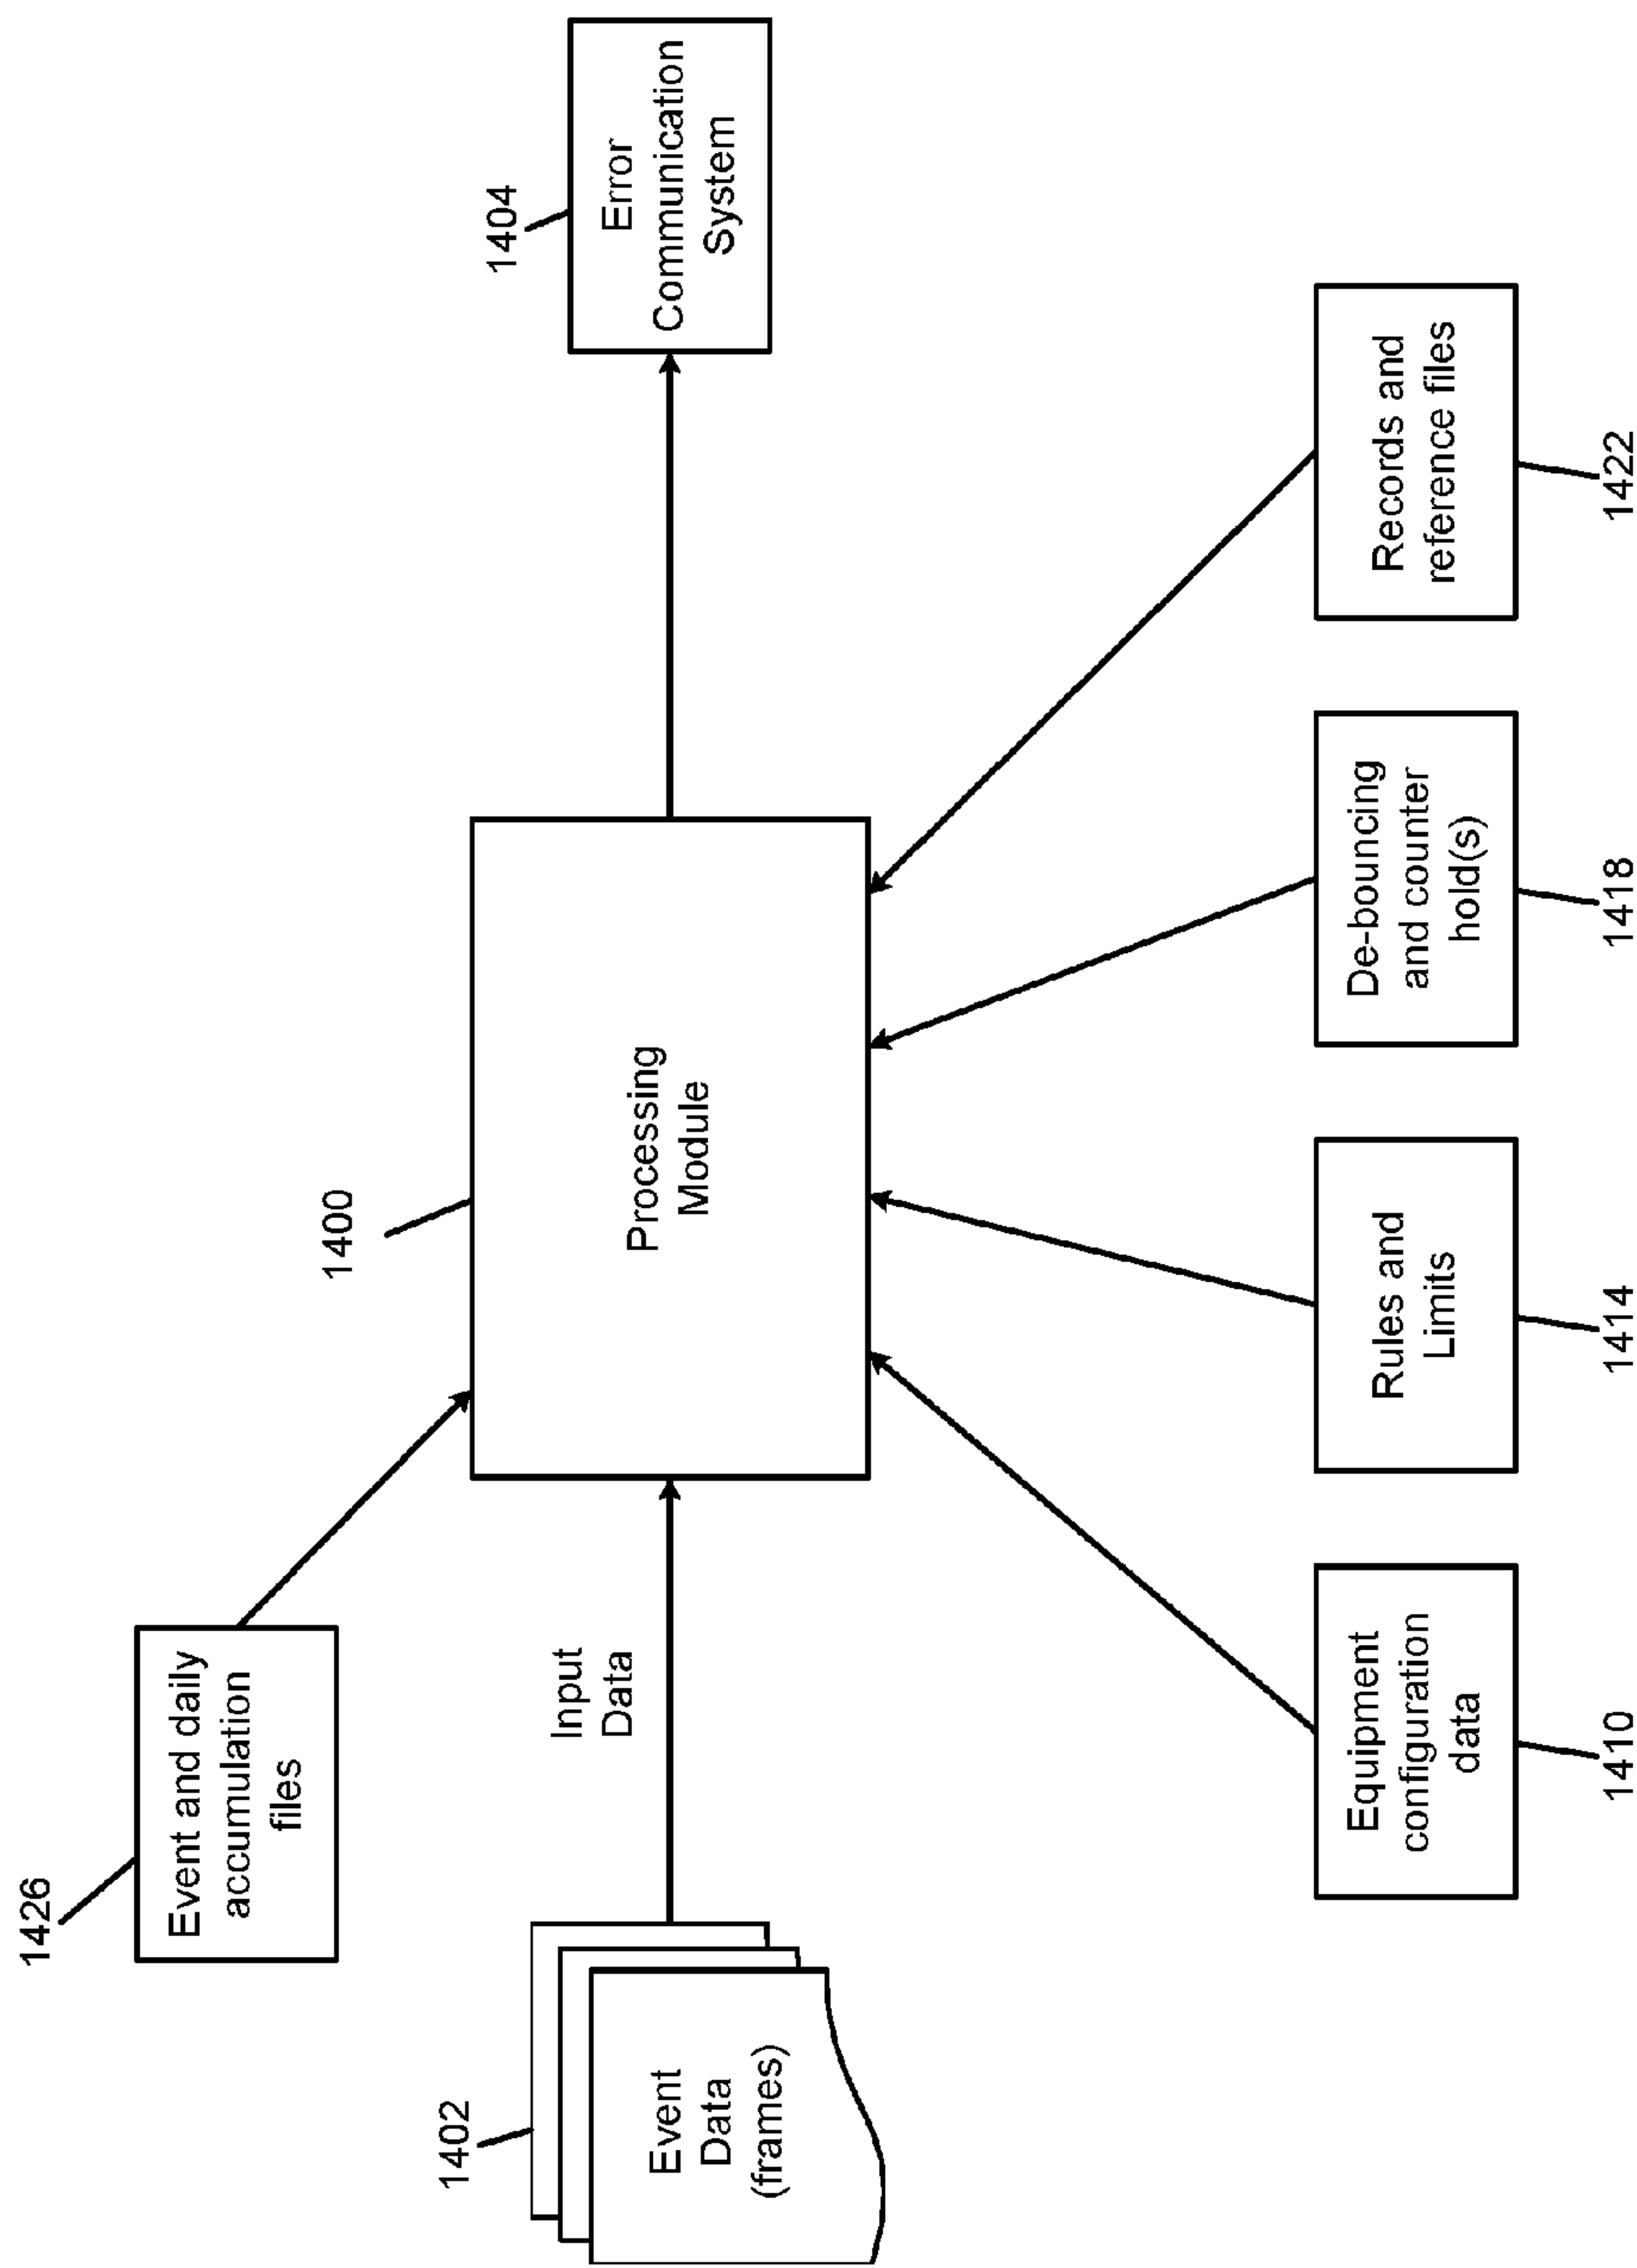 1426
Event and daily
accumulation
files
1402
Event
Data
(frames)
Input
Data
1400
Processing
Module
1404
Error
Communication
System
Equipment
configuration
data
1410
Rules and
Limits
1414
De-bouncing
and counter
hold(s)
1418
Records and
reference files
1422